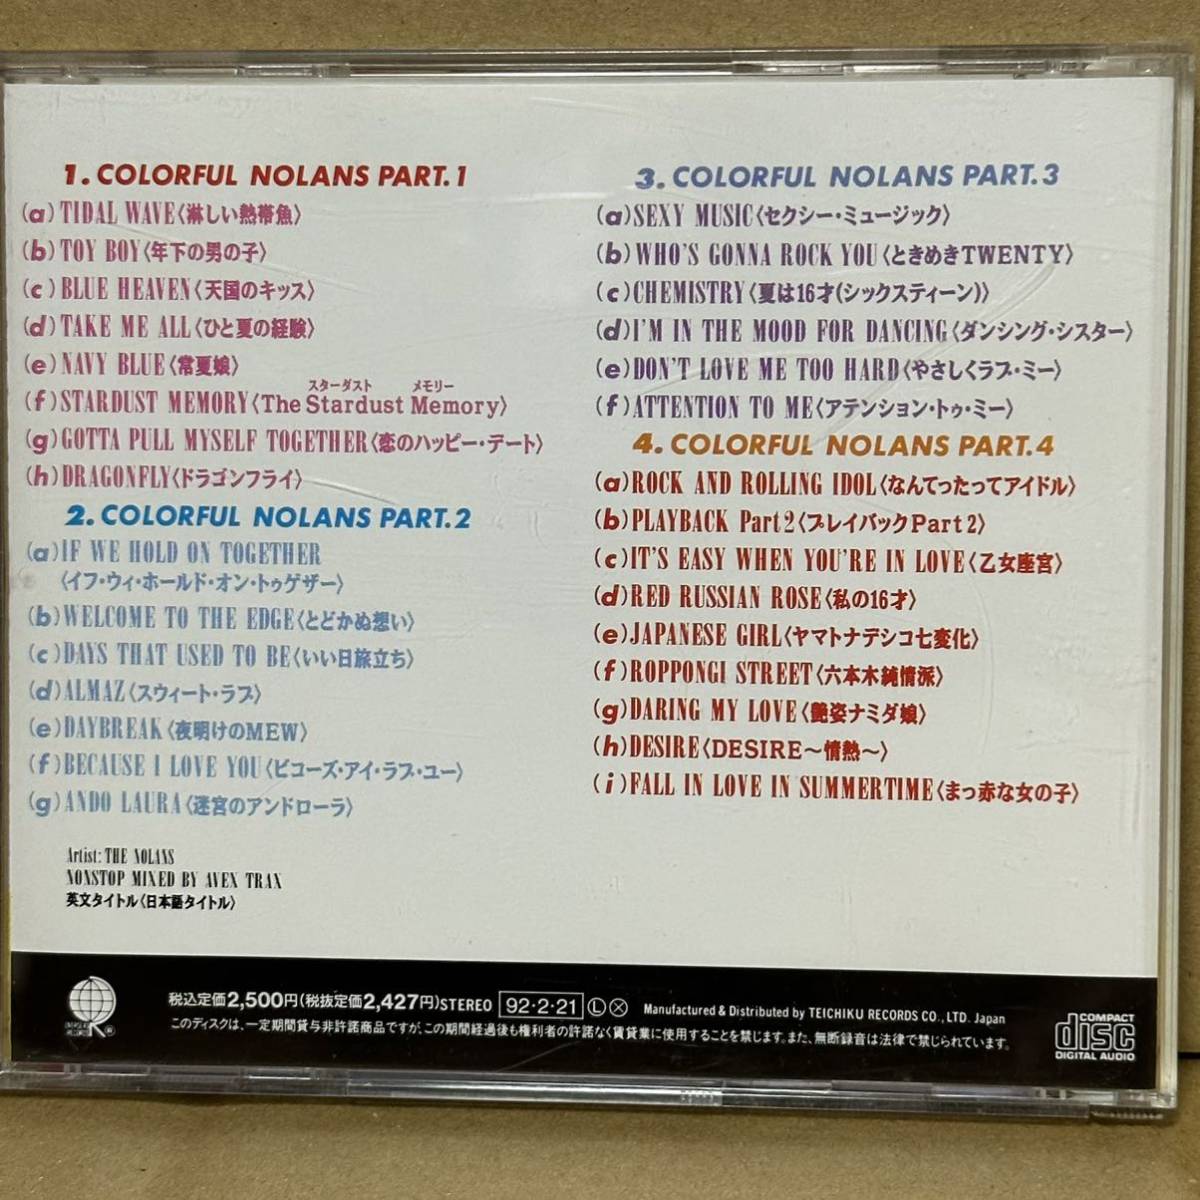 1. COLORFUL NOLANS PART.1
(a) TIDAL WAVE〈淋しい熱帯魚〉
(b) TOY BOY〈年下の男の子〉
(c) BLUE HEAVEN〈天国のキッス〉
(d) TAKE ME ALL〈ひと夏の経験〉
(e) NAVY BLUE〈常夏娘〉
スターダスト メモリー
(f) STARDUST MEMORY〈The Stardust Memory〉
(g) GOTTA PULL MYSELF TOGETHER〈恋のハッピー・デート〉
(h) DRAGONFLY〈ドラゴンフライ〉
2. COLORFUL NOLANS PART.2
(a) IF WE HOLD ON TOGETHER
〈イフ・ウィ・ホールド・オン・トゥゲザー〉
(b) WELCOME TO THE EDGE〈とどかぬ想い〉
(c) DAYS THAT USED TO BE〈いい日旅立ち〉
(d) ALMAZ〈スウィート・ラブ〉
(e) DAYBREAK〈夜明けのMEW〉
(f) BECAUSE I LOVE YOU〈ビコーズ・アイ・ラブ・ユー〉
(g) ANDO LAURA〈迷宮のアンドローラ〉
Artist: THE NOLANS
NONSTOP MIXED BY AVEX TRAX
英文タイトル〈日本語タイトル〉
3. COLORFUL NOLANS PART.3
(a) SEXY MUSIC〈セクシー・ミュージック〉
(b) WHO'S GONNA ROCK YOU〈ときめきTWENTY〉
(c) CHEMISTRY〈夏は16才(シックスティーン)〉
(d) I'M IN THE MOOD FOR DANCING〈ダンシング・シスター〉
(e) DON'T LOVE ME TOO HARD〈やさしくラブ・ミー〉
(f) ATTENTION TO ME〈アテンション・トゥ・ミー〉
4. COLORFUL NOLANS PART.4
(a) ROCK AND ROLLING IDOL〈なんてったってアイドル〉
(b) PLAYBACK Part2〈プレイバックPart2〉
(c) IT'S EASY WHEN YOU'RE IN LOVE〈乙女座宮〉
(d) RED RUSSIAN ROSE〈私の16才〉
(e) JAPANESE GIRL〈ヤマトナデシコ七変化〉
(f) ROPPONGI STREET〈六本木純情派〉
(g) DARING MY LOVE〈艶姿ナミダ娘〉
(h) DESIRE〈DESIRE～情熱～〉
(i) FALL IN LOVE IN SUMMERTIME〈まっ赤な女の子〉
税込定価2,500円(税抜定価2,427円) STEREO 92・2・21 Ⓛ ⓧ Manufactured & Distributed by TEICHIKU RECORDS CO., LTD. Japan
このディスクは、一定期間貸与非許諾商品ですが、この期間経過後も権利者の許諾なく賃貸業に使用することを禁じます。また、無断録音は法律で禁じられています。
COMPACT
disc
DIGITAL AUDIO